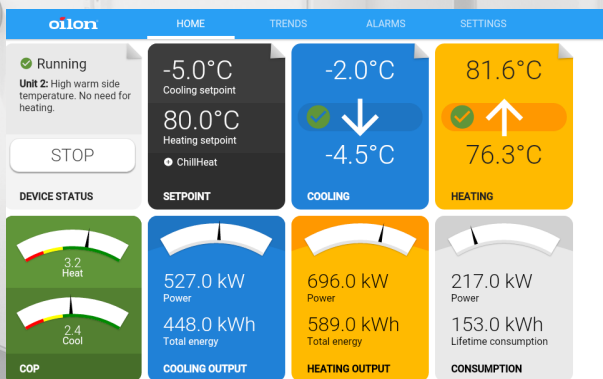 oilon
HOME
TRENDS
ALARMS
SETTINGS
Running
Unit 2: High warm side
temperature. No need for
heating.
STOP
DEVICE STATUS
-5.0°C
Cooling setpoint
80.0°C
Heating setpoint
ChillHeat
SETPOINT
-2.0°C
-4.5°C
COOLING
81.6°C
76.3°C
HEATING
3.2
Heat
2.4
Cool
COP
527.0 kW
Power
448.0 kWh
Total energy
COOLING OUTPUT
696.0 kW
Power
589.0 kWh
Total energy
HEATING OUTPUT
217.0 kW
Power
153.0 kWh
Lifetime consumption
CONSUMPTION